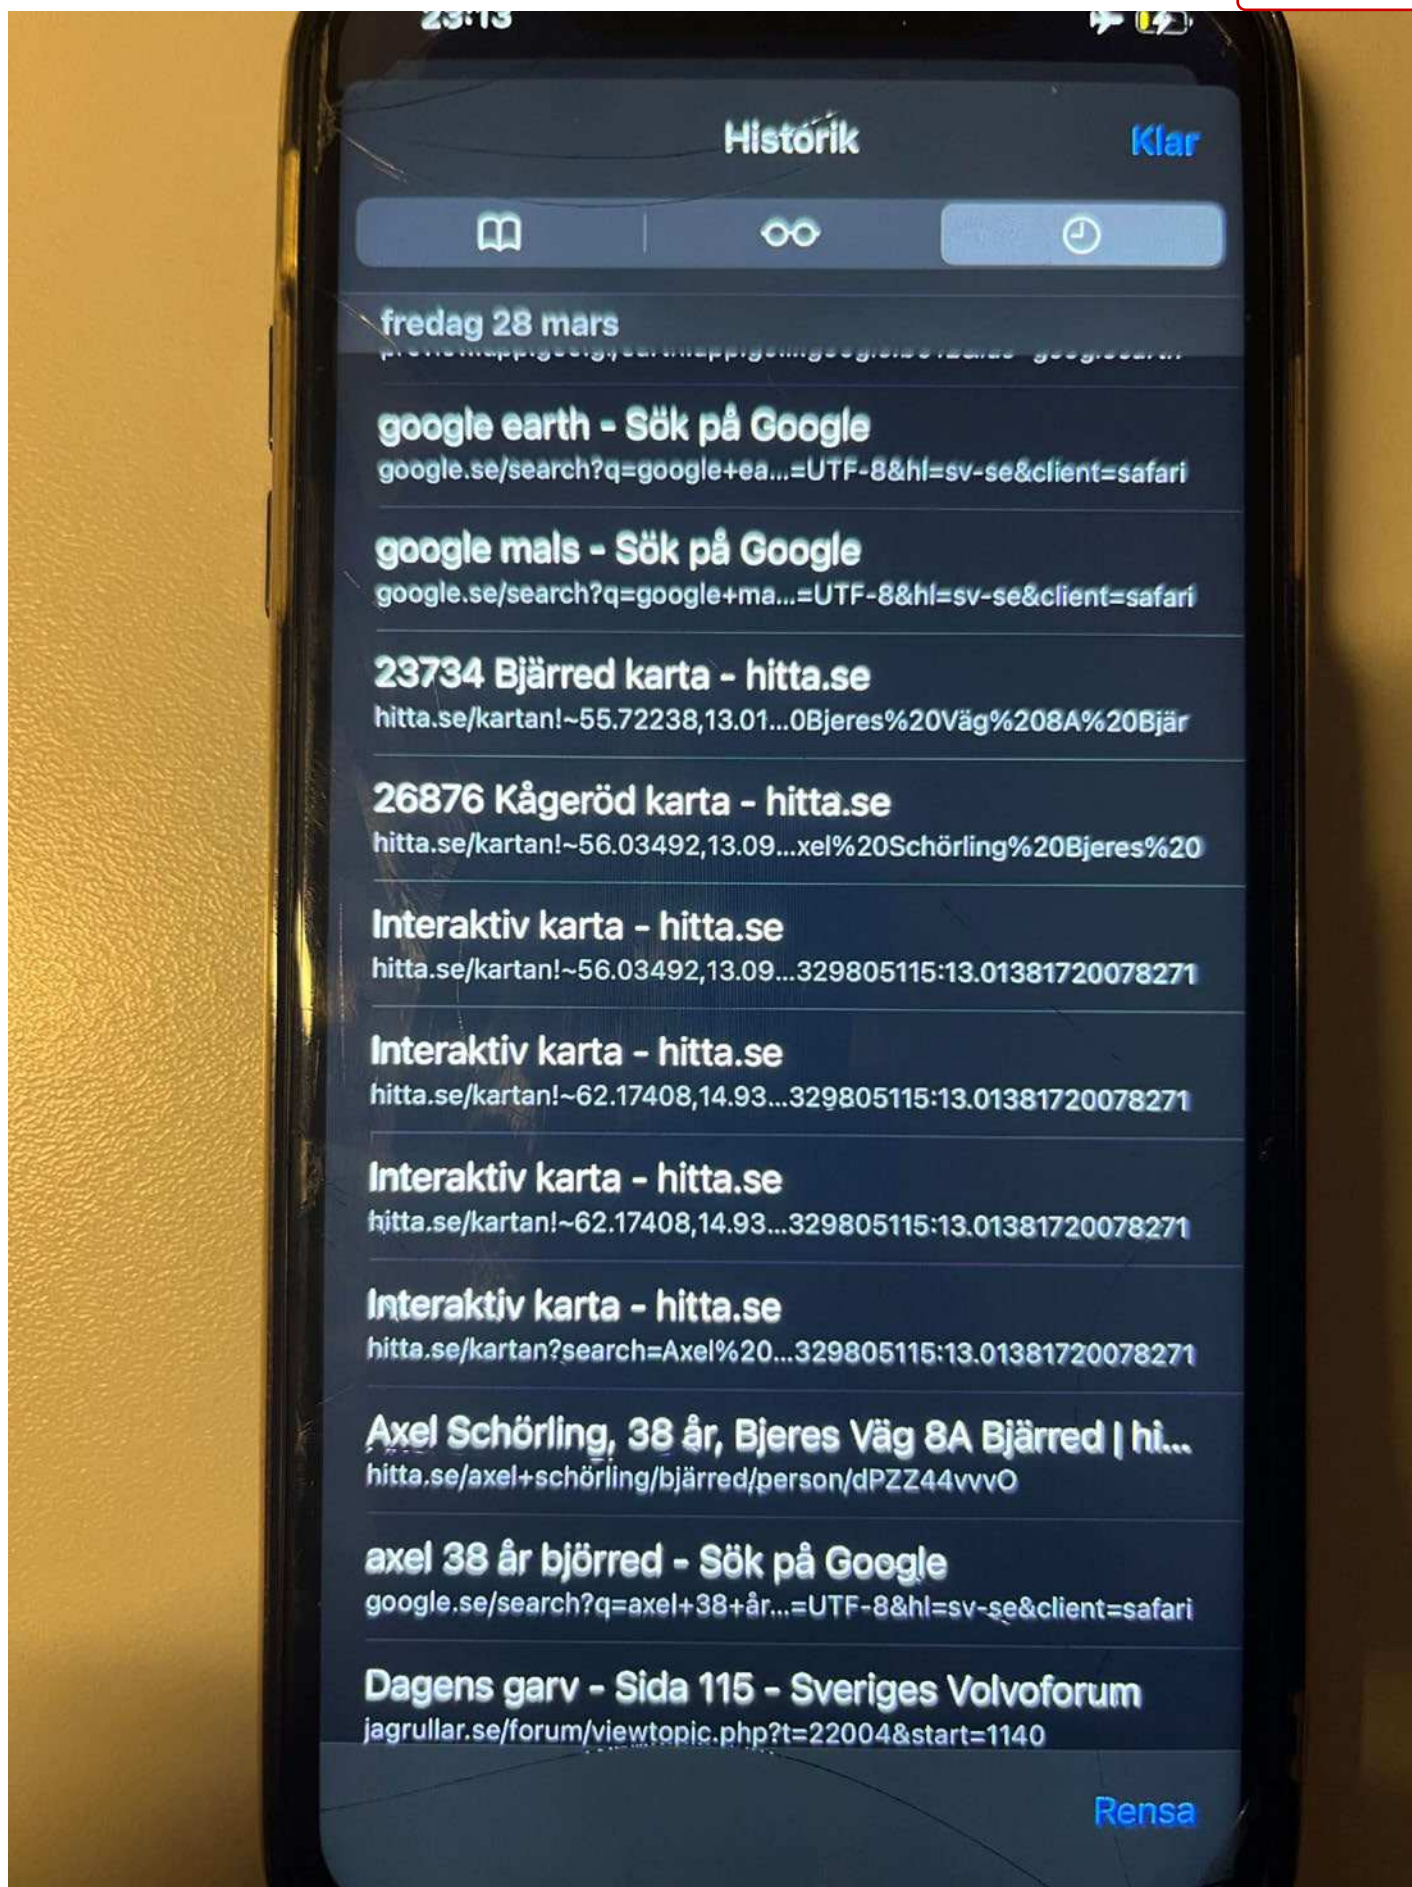 23:13
Historik
Klar
fredag 28 mars
google earth - Sök på Google
google.se/search?q=google+ea...=UTF-8&hl=sv-se&client=safari
google mals - Sök på Google
google.se/search?q=google+ma...=UTF-8&hl=sv-se&client=safari
23734 Bjärred karta - hitta.se
hitta.se/kartan!~55.72238,13.01...0Bjeres%20Väg%208A%20Bjär
26876 Kågeröd karta - hitta.se
hitta.se/kartan!~56.03492,13.09...xel%20Schörling%20Bjeres%20
Interaktiv karta - hitta.se
hitta.se/kartan!~56.03492,13.09...329805115:13.01381720078271
Interaktiv karta - hitta.se
hitta.se/kartan!~62.17408,14.93...329805115:13.01381720078271
Interaktiv karta - hitta.se
hitta.se/kartan!~62.17408,14.93...329805115:13.01381720078271
Interaktiv karta - hitta.se
hitta.se/kartan?search=Axel%20...329805115:13.01381720078271
Axel Schörling, 38 år, Bjeres Väg 8A Bjärred | hi...
hitta.se/axel+schörling/bjärred/person/dPZZ44vvvO
axel 38 år björred - Sök på Google
google.se/search?q=axel+38+år...=UTF-8&hl=sv-se&client=safari
Dagens garv - Sida 115 - Sveriges Volvoforum
jagrullar.se/forum/viewtopic.php?t=22004&start=1140
Rensa